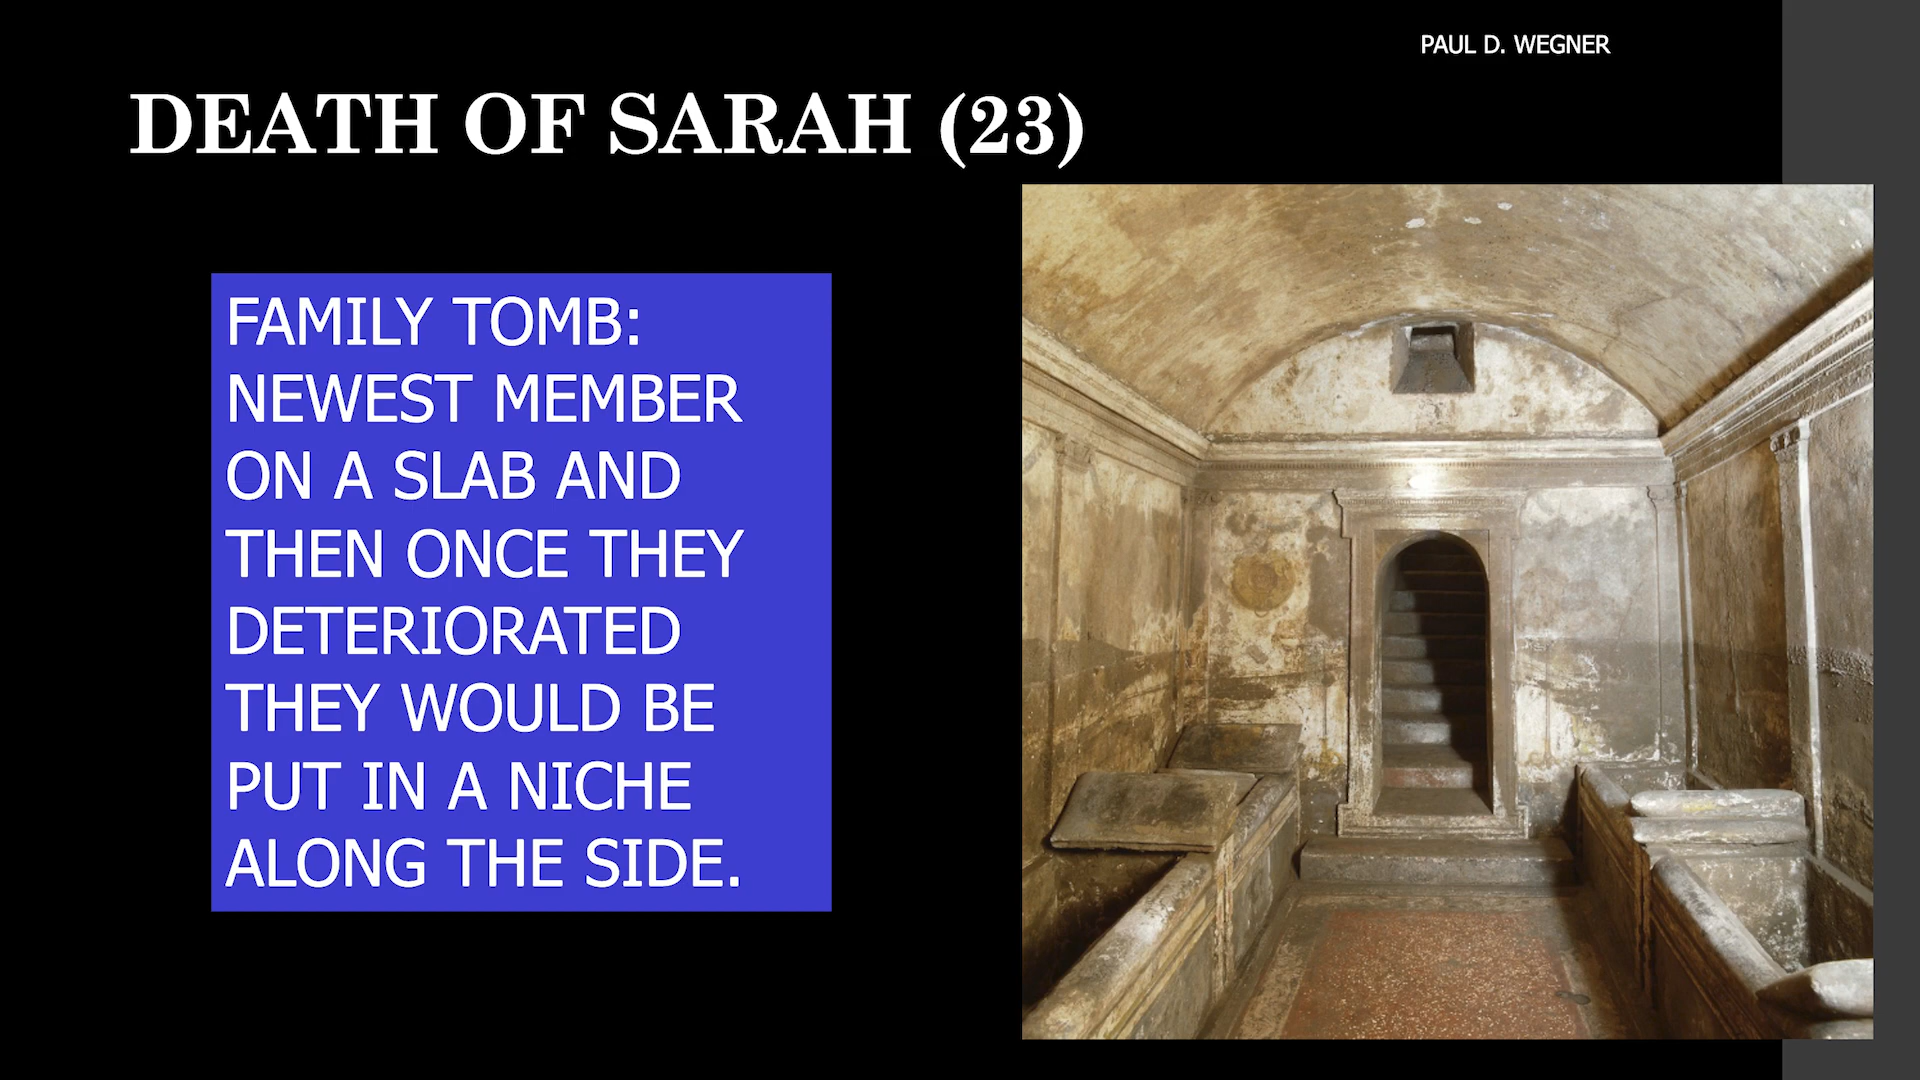 PAUL D. WEGNER
DEATH OF SARAH (23)
FAMILY TOMB:
NEWEST MEMBER
ON A SLAB AND
THEN ONCE THEY
DETERIORATED
THEY WOULD BE
PUT IN A NICHE
ALONG THE SIDE.